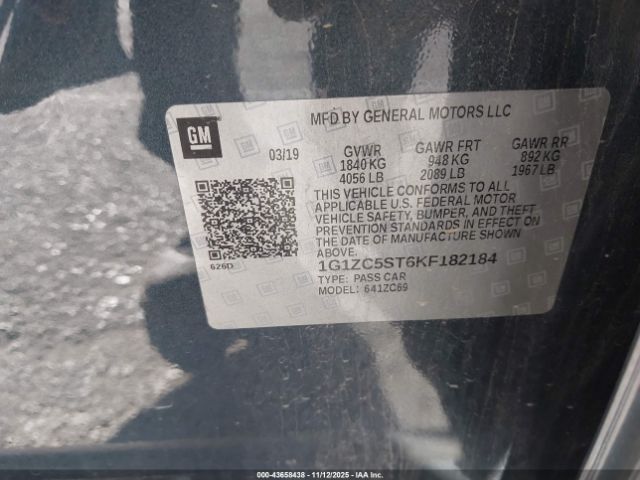 GM
MFD BY GENERAL MOTORS LLC
03/19
GVWR GAWR FRT GAWR RR
1840 KG 948 KG 892 KG
4056 LB 2089 LB 1967 LB
THIS VEHICLE CONFORMS TO ALL
APPLICABLE U.S. FEDERAL MOTOR
VEHICLE SAFETY, BUMPER, AND THEFT
PREVENTION STANDARDS IN EFFECT ON
THE DATE OF MANUFACTURE SHOWN
ABOVE.
626D
1G1ZC5ST6KF182184
TYPE: PASS CAR
MODEL: 641ZC69
000-43658438 - 11/12/2025 - IAAI.COM